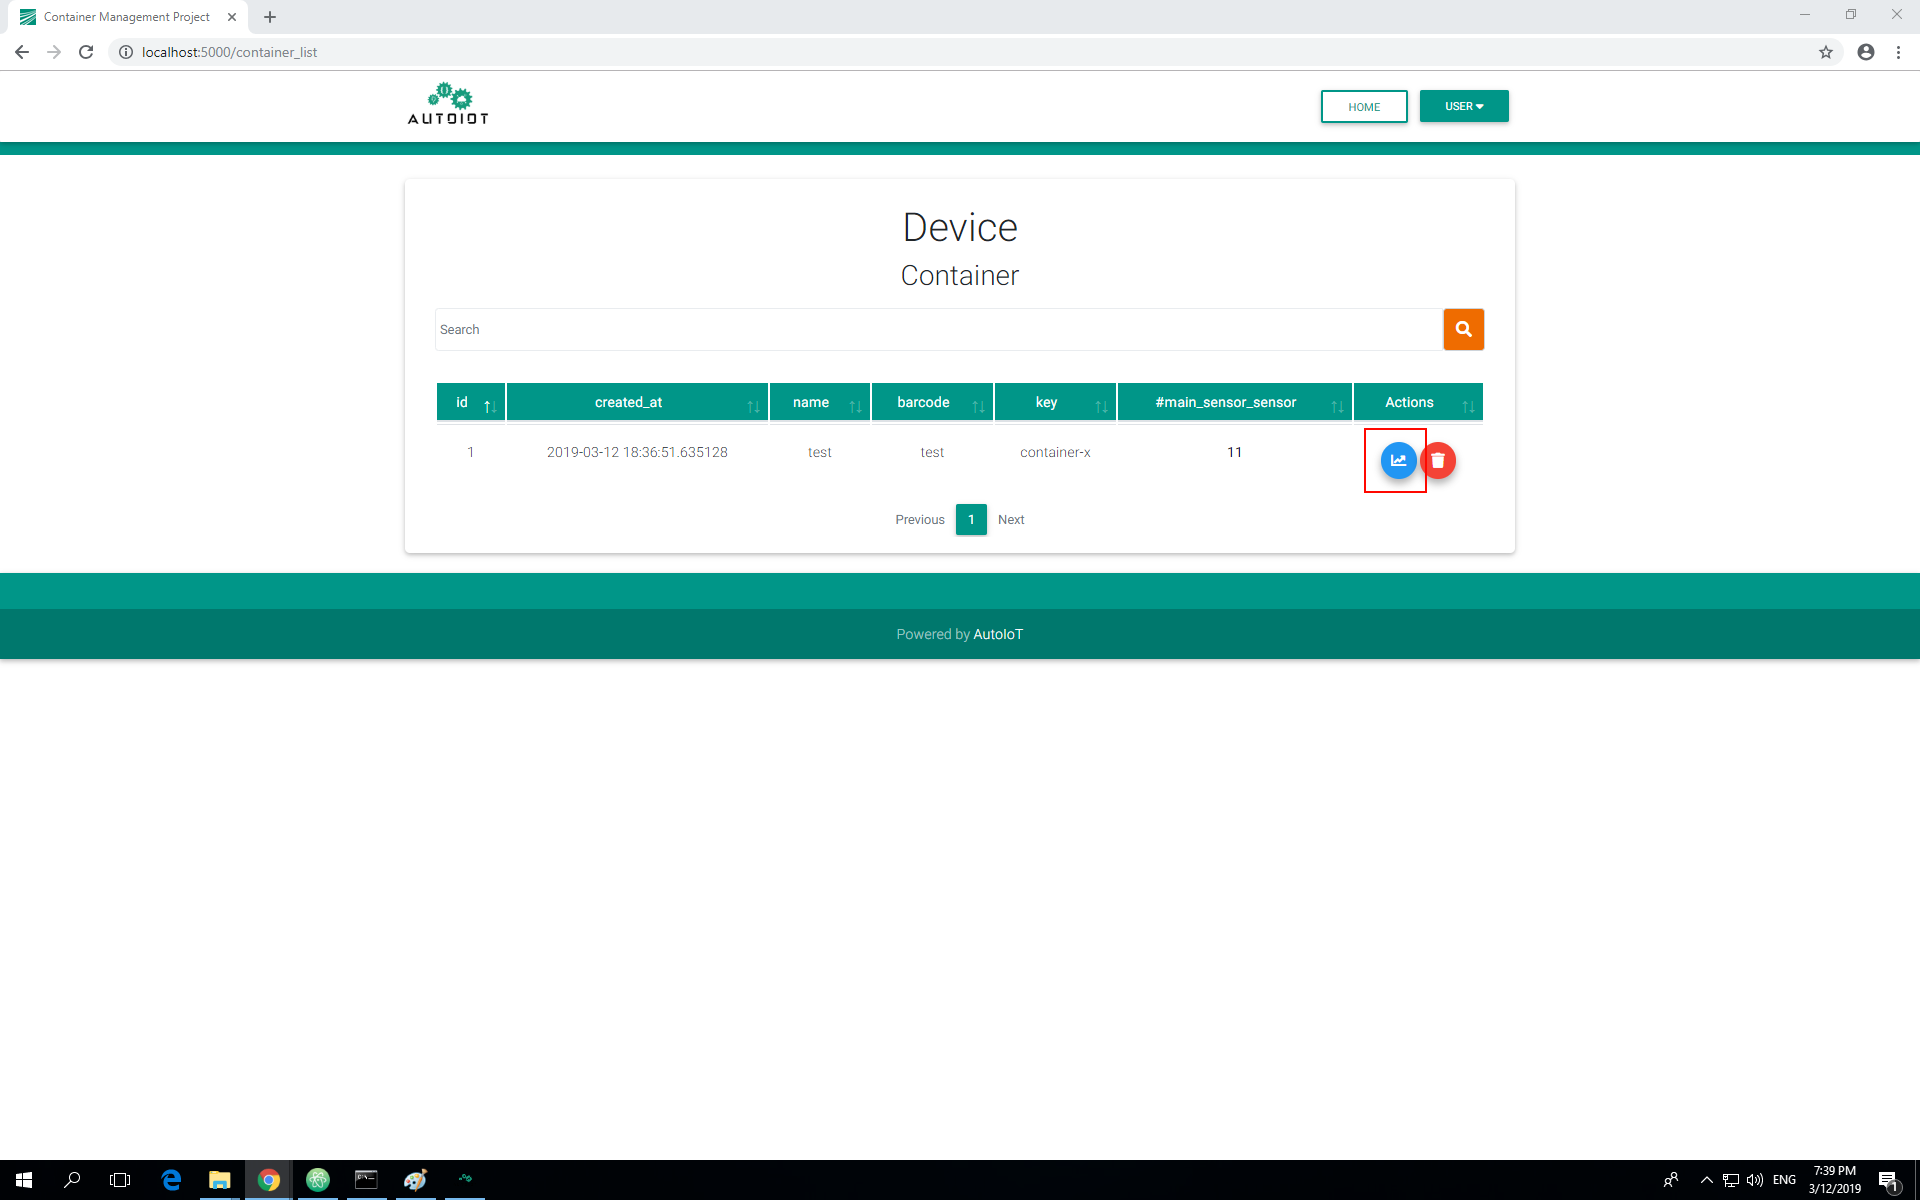 Container Management Project
localhost:5000/container_list
AUTOIOT
HOME
USER
Device
Container
Search
id created_at name barcode key #main_sensor_sensor Actions
1 2019-03-12 18:36:51.635128 test test container-x 11
Previous 1 Next
Powered by AutoIoT
ENG
7:39 PM
3/12/2019
1